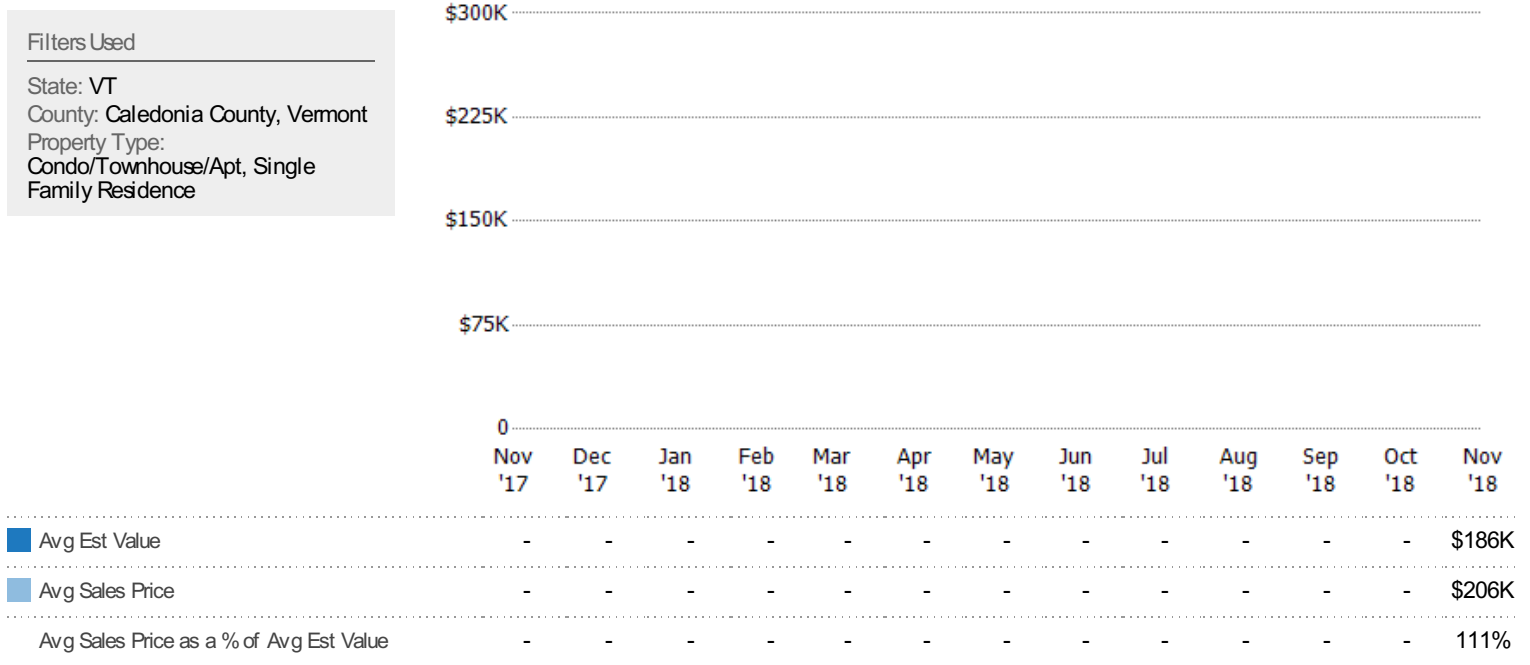 Filters Used
State: VT
County: Caledonia County, Vermont
Property Type:
Condo/Townhouse/Apt, Single
Family Residence
$300K
$225K
$150K
$75K
0
Nov Dec Jan Feb Mar Apr May Jun Jul Aug Sep Oct Nov
'17 '17 '18 '18 '18 '18 '18 '18 '18 '18 '18 '18 '18
Avg Est Value - - - - - - - - - - - - $186K
Avg Sales Price - - - - - - - - - - - - $206K
Avg Sales Price as a % of Avg Est Value - - - - - - - - - - - - 111%